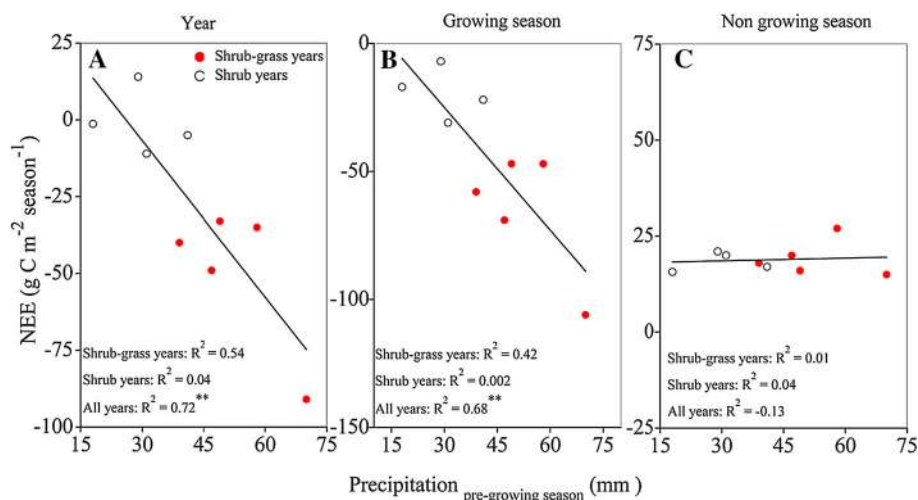 Year
Growing season
Non growing season
A
Shrub-grass years
Shrub years
B
C
25
0
-25
-50
-75
-100
0
-50
-100
-150
75
50
25
0
-25
NEE (g C m⁻² season⁻¹)
Shrub-grass years: R² = 0.54
Shrub years: R² = 0.04
All years: R² = 0.72**
Shrub-grass years: R² = 0.42
Shrub years: R² = 0.002
All years: R² = 0.68**
Shrub-grass years: R² = 0.01
Shrub years: R² = 0.04
All years: R² = -0.13
15 30 45 60 75
15 30 45 60 75
15 30 45 60 75
Precipitation pre-growing season (mm)